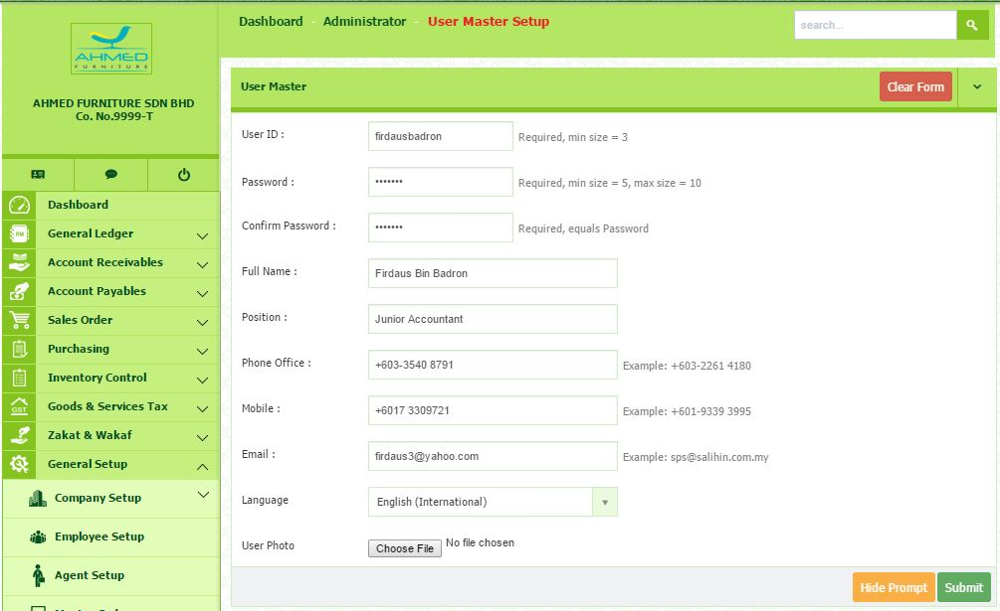 AHMED
FURNITURE
AHMED FURNITURE SDN BHD
Co. No.9999-T
Dashboard
RM
General Ledger
Account Receivables
Account Payables
Sales Order
Purchasing
Inventory Control
GST
Goods & Services Tax
Zakat & Wakaf
General Setup
Company Setup
Employee Setup
Agent Setup
Dashboard - Administrator - User Master Setup
search...
User Master
Clear Form
User ID :
firdausbadron
Required, min size = 3
Password :
•••••••
Required, min size = 5, max size = 10
Confirm Password :
•••••••
Required, equals Password
Full Name :
Firdaus Bin Badron
Position :
Junior Accountant
Phone Office :
+603-3540 8791
Example: +603-2261 4180
Mobile :
+6017 3309721
Example: +601-9339 3995
Email :
firdaus3@yahoo.com
Example: sps@salihin.com.my
Language
English (International)
User Photo
Choose File
No file chosen
Hide Prompt
Submit